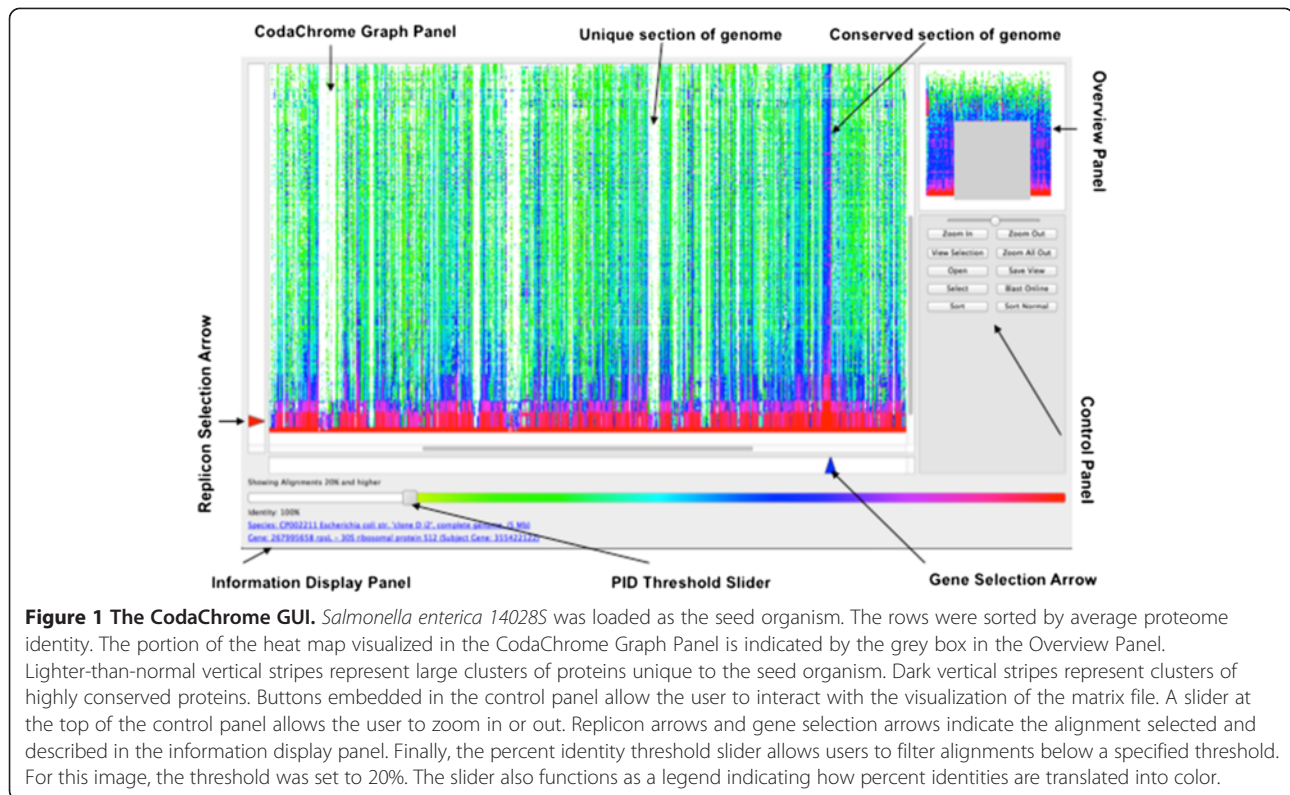 CodaChrome Graph Panel
Unique section of genome
Conserved section of genome
Overview Panel
Zoom In
Zoom Out
View Selection
Zoom All Out
Open
Save View
Select
Blast Online
Sort
Sort Normal
Replicon Selection Arrow
Control Panel
Showing Alignments 20% and higher
Identity: 100%
Species: CP002211 Escherichia coli str. 'clone D i2', complete genome. (5 Mb)
Gene: 267995658 rpsL - 30S ribosomal protein S12 (Subject Gene: 355422122)
Information Display Panel
PID Threshold Slider
Gene Selection Arrow
Figure 1 The CodaChrome GUI. Salmonella enterica 14028S was loaded as the seed organism. The rows were sorted by average proteome
identity. The portion of the heat map visualized in the CodaChrome Graph Panel is indicated by the grey box in the Overview Panel.
Lighter-than-normal vertical stripes represent large clusters of proteins unique to the seed organism. Dark vertical stripes represent clusters of
highly conserved proteins. Buttons embedded in the control panel allow the user to interact with the visualization of the matrix file. A slider at
the top of the control panel allows the user to zoom in or out. Replicon arrows and gene selection arrows indicate the alignment selected and
described in the information display panel. Finally, the percent identity threshold slider allows users to filter alignments below a specified threshold.
For this image, the threshold was set to 20%. The slider also functions as a legend indicating how percent identities are translated into color.